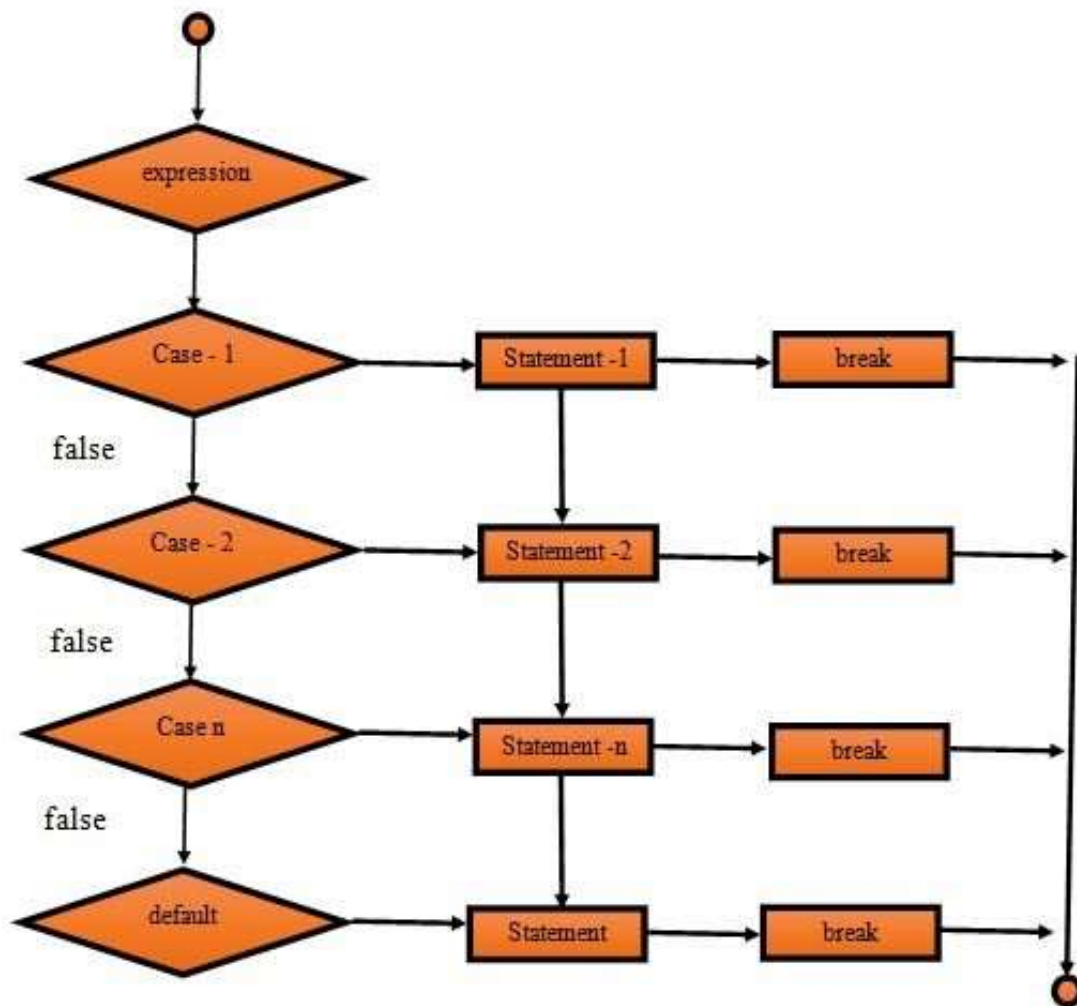 expression
Case - 1
Statement -1
break
false
Case - 2
Statement -2
break
false
Case n
Statement -n
break
false
default
Statement
break